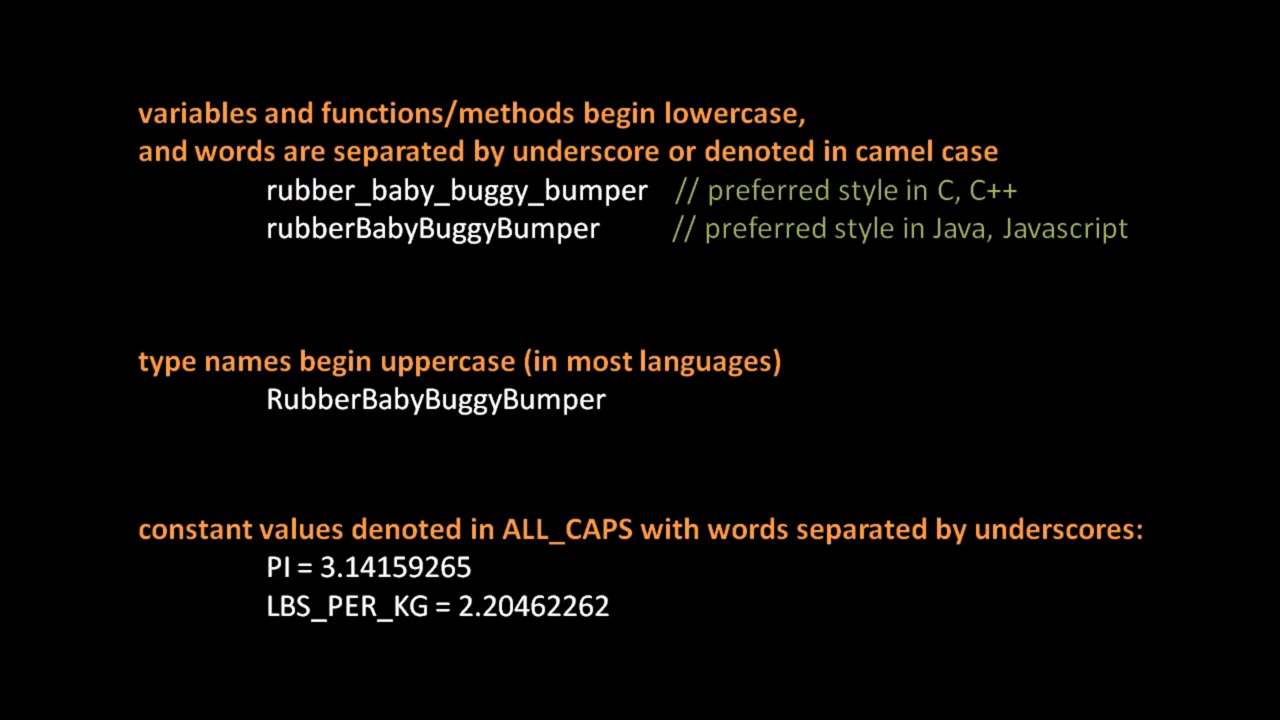 variables and functions/methods begin lowercase,
and words are separated by underscore or denoted in camel case
rubber_baby_buggy_bumper // preferred style in C, C++
rubberBabyBuggyBumper // preferred style in Java, Javascript
type names begin uppercase (in most languages)
RubberBabyBuggyBumper
constant values denoted in ALL_CAPS with words separated by underscores:
PI = 3.14159265
LBS_PER_KG = 2.20462262